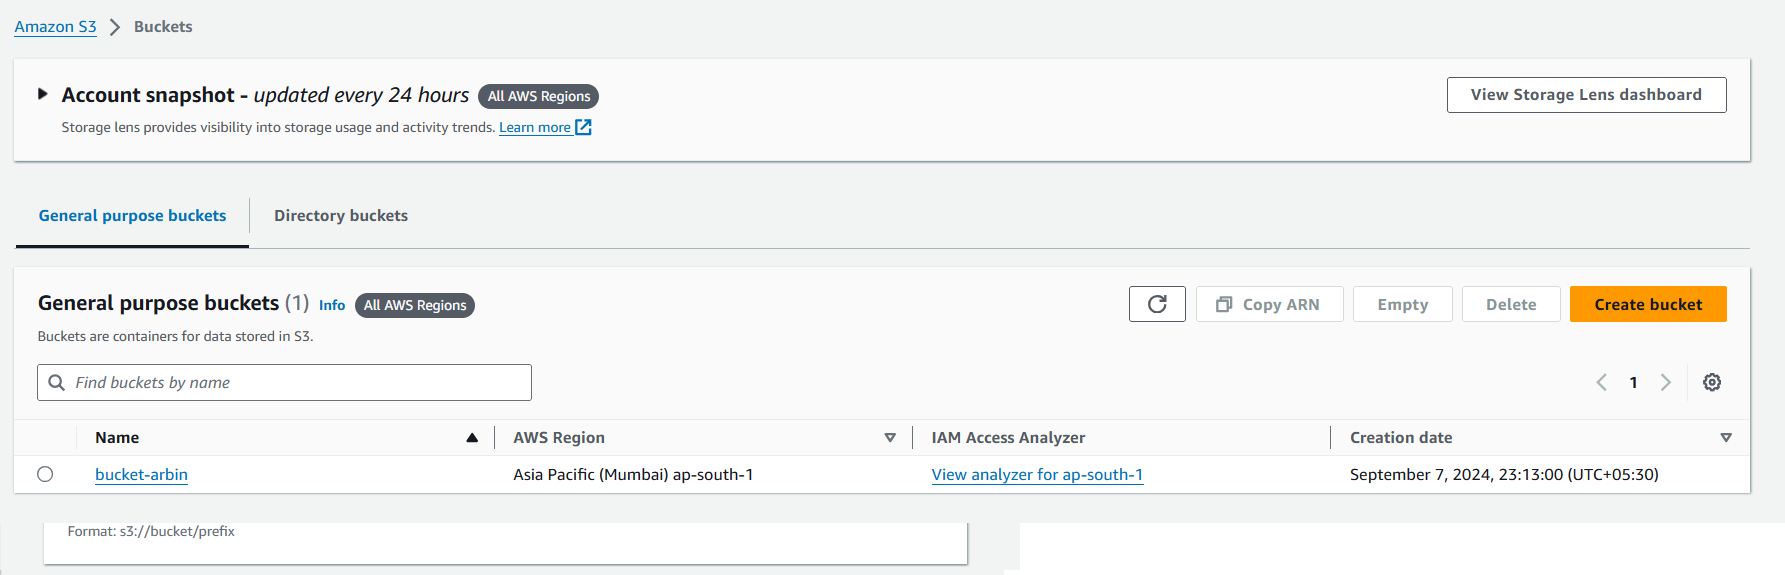 Amazon S3 > Buckets
Account snapshot - updated every 24 hours All AWS Regions
View Storage Lens dashboard
Storage lens provides visibility into storage usage and activity trends. Learn more
General purpose buckets
Directory buckets
General purpose buckets (1) Info All AWS Regions
Copy ARN
Empty
Delete
Create bucket
Buckets are containers for data stored in S3.
Find buckets by name
1
Name
AWS Region
IAM Access Analyzer
Creation date
bucket-arbin
Asia Pacific (Mumbai) ap-south-1
View analyzer for ap-south-1
September 7, 2024, 23:13:00 (UTC+05:30)
Format: s3://bucket/prefix